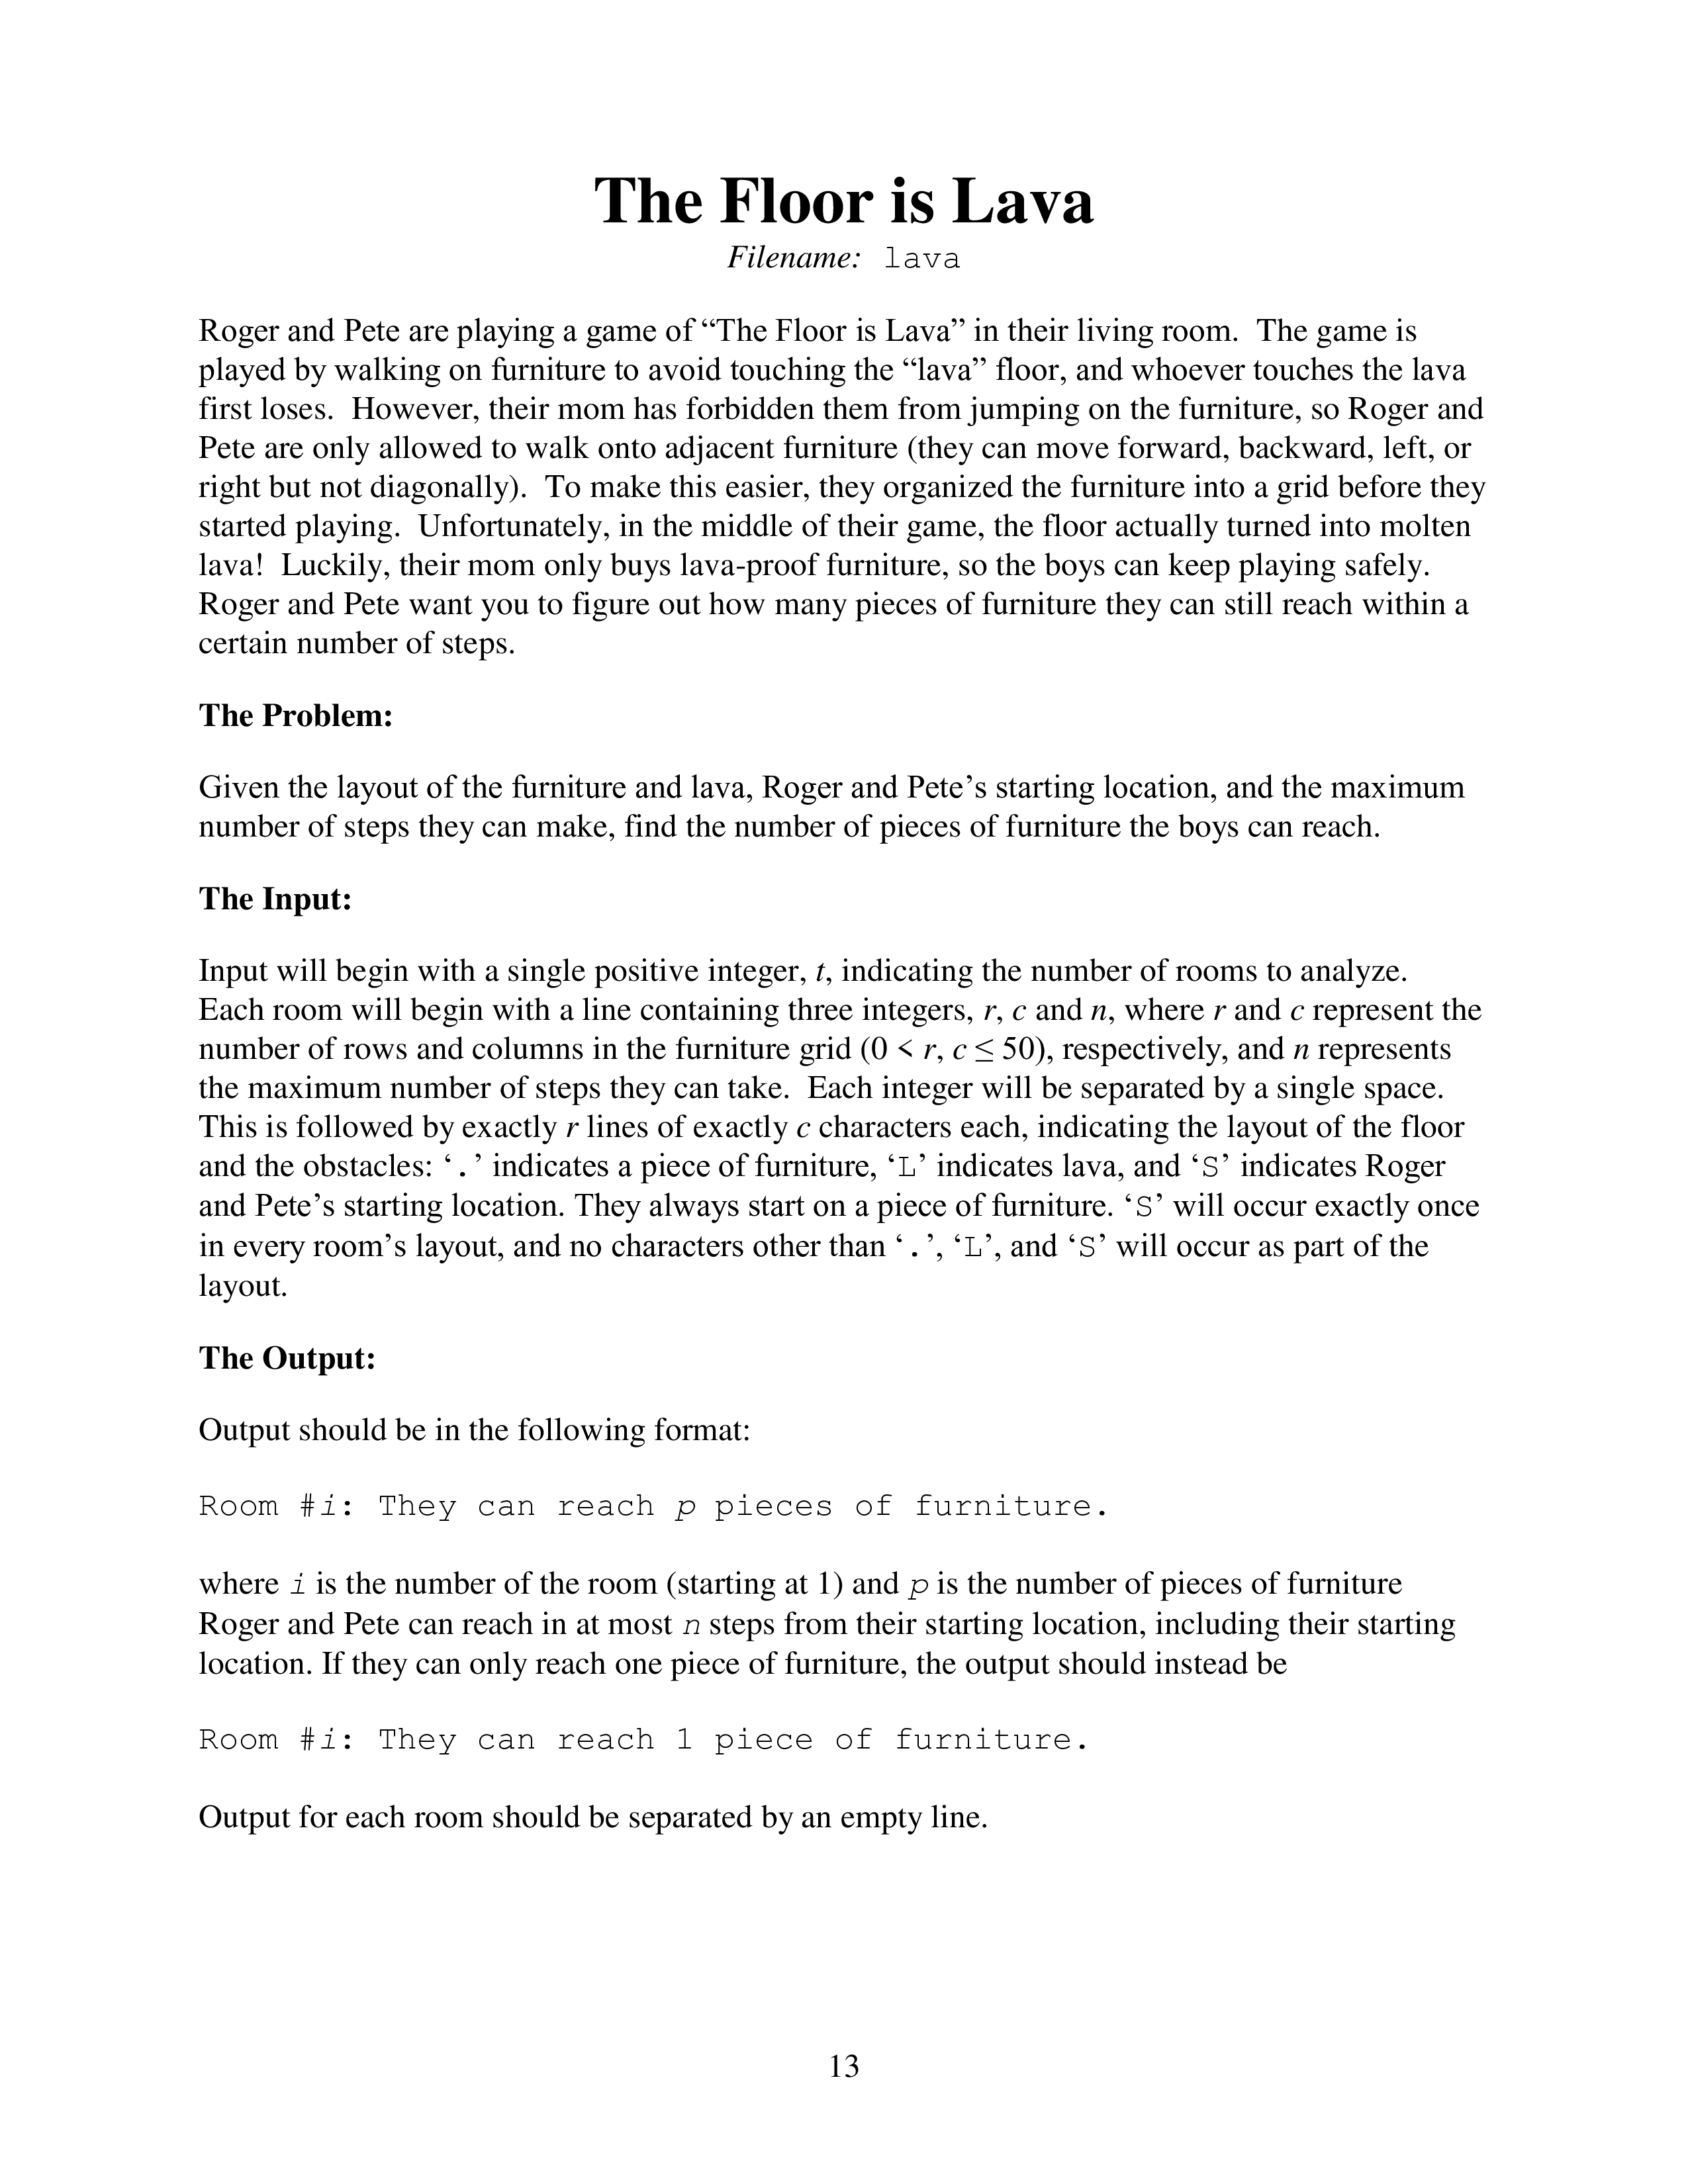 The Floor is Lava
Filename: lava
Roger and Pete are playing a game of “The Floor is Lava” in their living room.  The game is
played by walking on furniture to avoid touching the “lava” floor, and whoever touches the lava
first loses.  However, their mom has forbidden them from jumping on the furniture, so Roger and
Pete are only allowed to walk onto adjacent furniture (they can move forward, backward, left, or
right but not diagonally).  To make this easier, they organized the furniture into a grid before they
started playing.  Unfortunately, in the middle of their game, the floor actually turned into molten
lava!  Luckily, their mom only buys lava-proof furniture, so the boys can keep playing safely.
Roger and Pete want you to figure out how many pieces of furniture they can still reach within a
certain number of steps.
The Problem:
Given the layout of the furniture and lava, Roger and Pete’s starting location, and the maximum
number of steps they can make, find the number of pieces of furniture the boys can reach.
The Input:
Input will begin with a single positive integer, t, indicating the number of rooms to analyze.
Each room will begin with a line containing three integers, r, c and n, where r and c represent the
number of rows and columns in the furniture grid (0 < r, c ≤ 50), respectively, and n represents
the maximum number of steps they can take.  Each integer will be separated by a single space.
This is followed by exactly r lines of exactly c characters each, indicating the layout of the floor
and the obstacles: ‘.’ indicates a piece of furniture, ‘L’ indicates lava, and ‘S’ indicates Roger
and Pete’s starting location. They always start on a piece of furniture. ‘S’ will occur exactly once
in every room’s layout, and no characters other than ‘.’, ‘L’, and ‘S’ will occur as part of the
layout.
The Output:
Output should be in the following format:
Room #i: They can reach p pieces of furniture.
where i is the number of the room (starting at 1) and p is the number of pieces of furniture
Roger and Pete can reach in at most n steps from their starting location, including their starting
location. If they can only reach one piece of furniture, the output should instead be
Room #i: They can reach 1 piece of furniture.
Output for each room should be separated by an empty line.
13